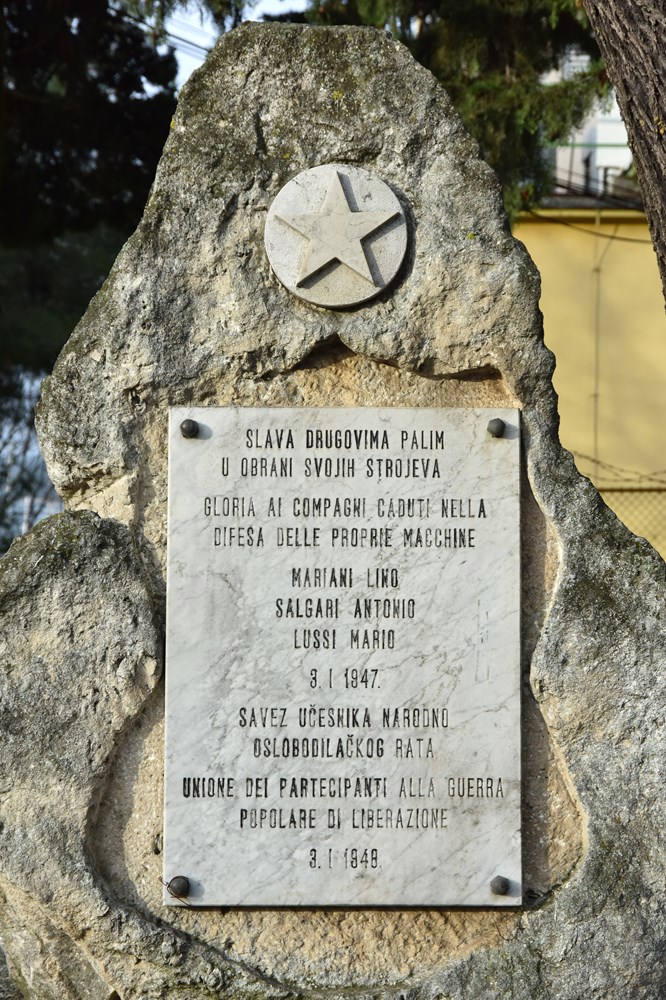 SLAVA DRUGOVIMA PALIM
U OBRANI SVOJIH STROJEVA
GLORIA AI COMPAGNI CADUTI NELLA
DIFESA DELLE PROPRIE MACCHINE
MARIANI LINO
SALGARI ANTONIO
LUSSI MARIO
3. I 1947.
SAVEZ UČESNIKA NARODNO
OSLOBODILAČKOG RATA
UNIONE DEI PARTECIPANTI ALLA GUERRA
POPOLARE DI LIBERAZIONE
3. I 1948.